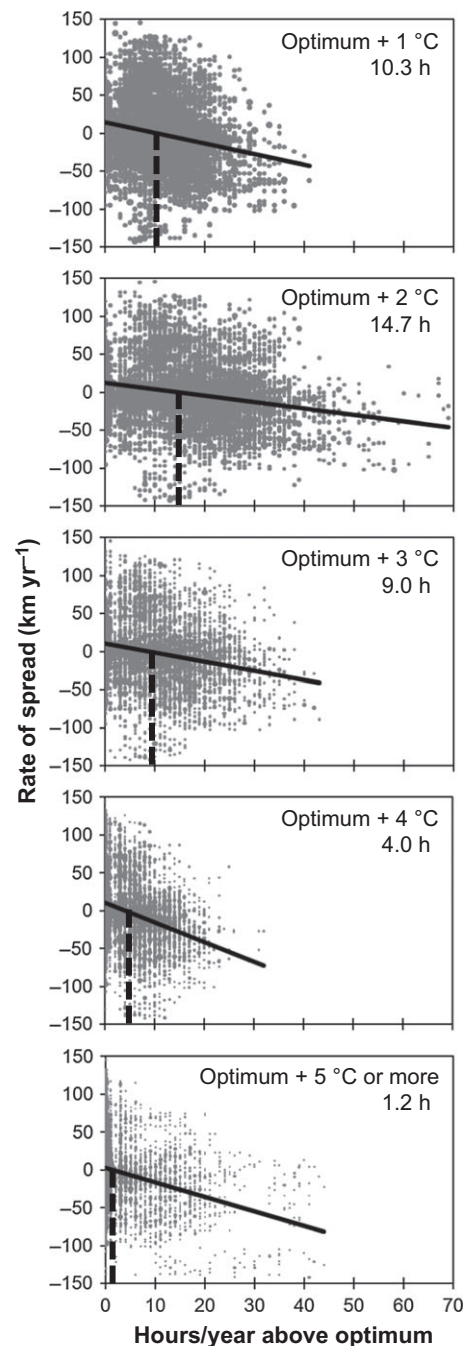 150
Optimum + 1 °C
100
10.3 h
50
0
–50
–100
–150
150
Optimum + 2 °C
100
14.7 h
50
0
–50
–100
–150
Rate of spread (km yr–1)
150
Optimum + 3 °C
100
9.0 h
50
0
–50
–100
–150
150
Optimum + 4 °C
100
4.0 h
50
0
–50
–100
–150
150
Optimum + 5 °C or more
100
1.2 h
50
0
–50
–100
–150
0 10 20 30 40 50 60 70
Hours/year above optimum